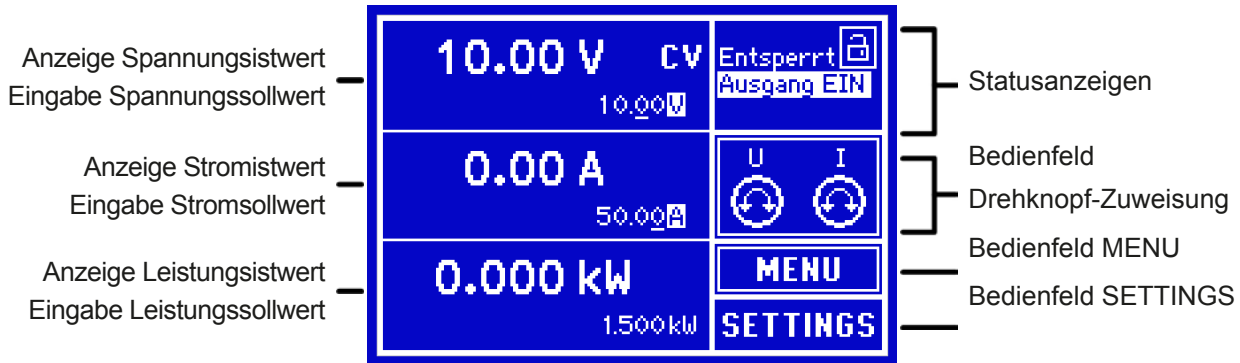 Anzeige Spannungsistwert
Eingabe Spannungssollwert
Anzeige Stromistwert
Eingabe Stromsollwert
Anzeige Leistungsistwert
Eingabe Leistungssollwert
10.00 V CV
10.00V
0.00 A
50.00A
0.000 kW
1.500kW
Entsperrt
Ausgang EIN
U I
MENU
SETTINGS
Statusanzeigen
Bedienfeld
Drehknopf-Zuweisung
Bedienfeld MENU
Bedienfeld SETTINGS